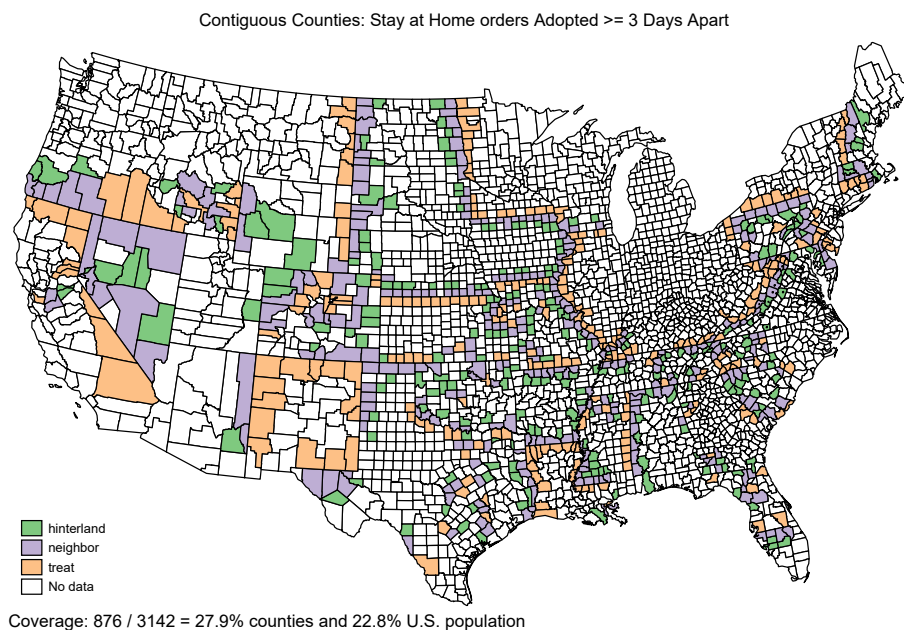 Contiguous Counties: Stay at Home orders Adopted >= 3 Days Apart
hinterland
neighbor
treat
No data
Coverage: 876 / 3142 = 27.9% counties and 22.8% U.S. population